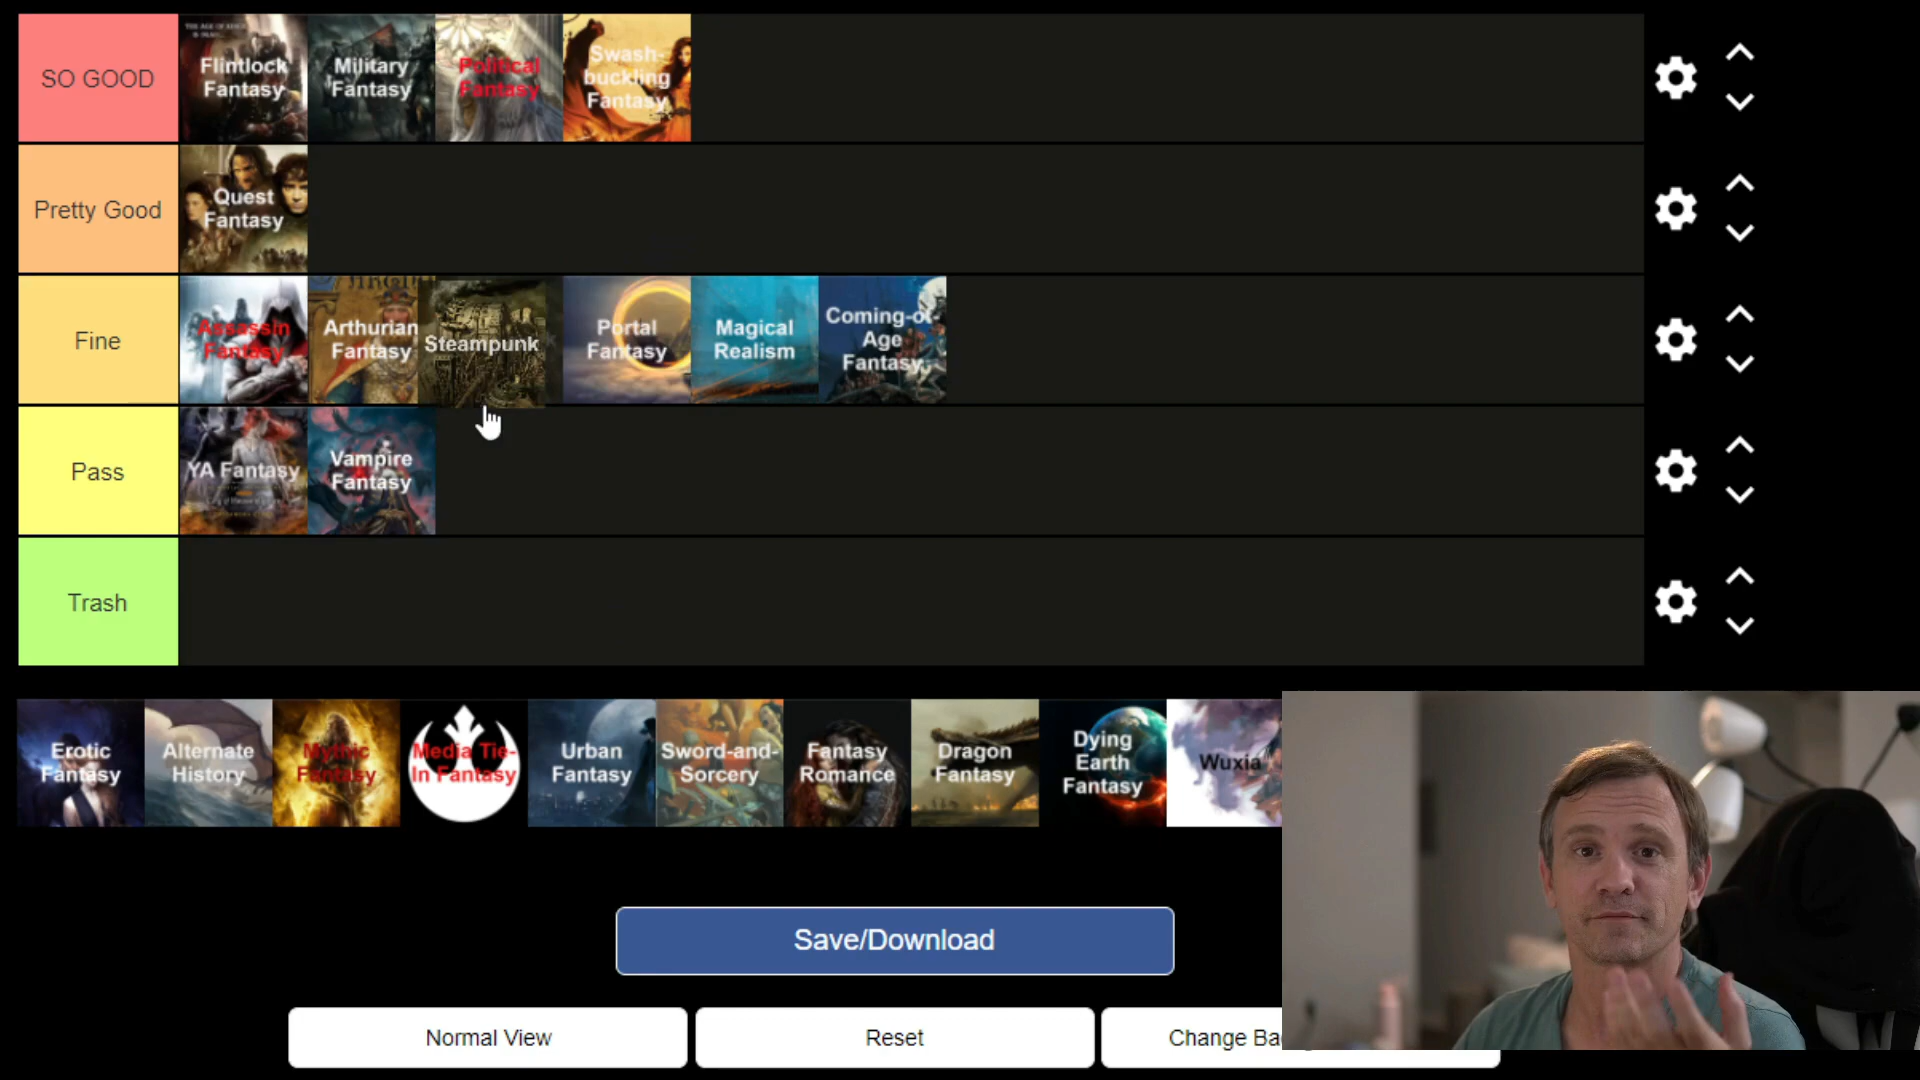 SO GOOD
Flintlock
Fantasy
Military
Fantasy
Political
Fantasy
Swash-
buckling
Fantasy
Pretty Good
Quest
Fantasy
Fine
Assassin
Fantasy
Arthurian
Fantasy
Steampunk
Portal
Fantasy
Magical
Realism
Coming-of-
Age
Fantasy
Pass
YA Fantasy
Vampire
Fantasy
Trash
Erotic
Fantasy
Alternate
History
Mythic
Fantasy
Media Tie-
In Fantasy
Urban
Fantasy
Sword-and-
Sorcery
Fantasy
Romance
Dragon
Fantasy
Dying
Earth
Fantasy
Wuxia
Save/Download
Normal View
Reset
Change